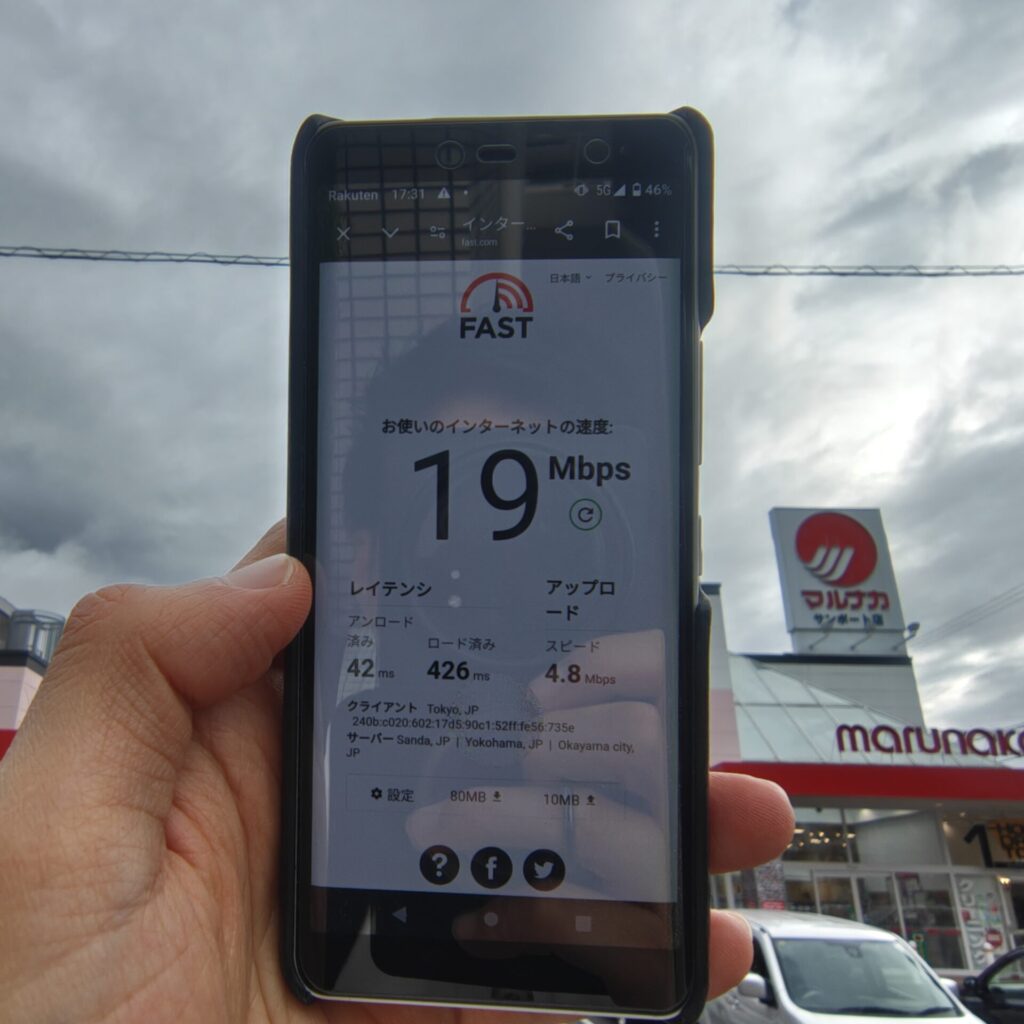 Rakuten 17:31 5G 46%
インター...
fast.com
日本語 プライバシー
FAST
お使いのインターネットの速度:
19 Mbps
レイテンシ
アップロ
ード
アンロード
済み
ロード済み
スピード
42 ms
426 ms
4.8 Mbps
クライアント Tokyo, JP
240b:c020:602:17d5:90c1:52ff:fe56:735e
サーバー Sanda, JP | Yokohama, JP | Okayama city,
JP
設定 80MB 10MB
?
f
マルナカ
サンポート店
marunaka